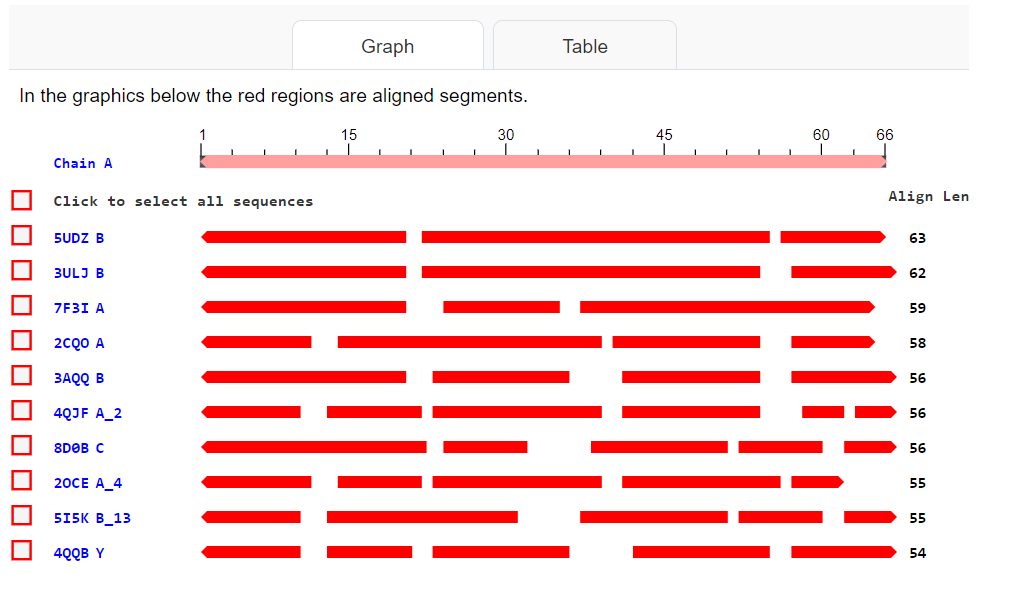 Graph Table
In the graphics below the red regions are aligned segments.
1 15 30 45 60 66
Chain A
Click to select all sequences Align Len
5UDZ B 63
3ULJ B 62
7F3I A 59
2CQO A 58
3AQQ B 56
4QJF A_2 56
8D0B C 56
2OCE A_4 55
5I5K B_13 55
4QQB Y 54